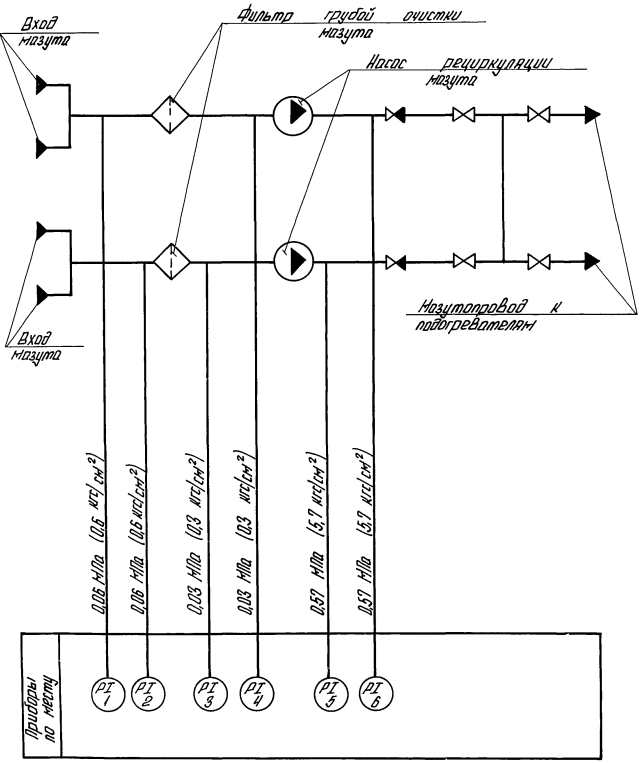 Вход
мазута
Фильтр грубой очистки
мазута
Насос рециркуляции
мазута
Мазутопровод к
подогревателям
Вход
мазута
0,06 МПа (0,6 кгс/см²)
0,06 МПа (0,6 кгс/см²)
0,03 МПа (0,3 кгс/см²)
0,03 МПа (0,3 кгс/см²)
0,57 МПа (5,7 кгс/см²)
0,57 МПа (5,7 кгс/см²)
Приборы
по месту
PI
1
PI
2
PI
3
PI
4
PI
5
PI
6